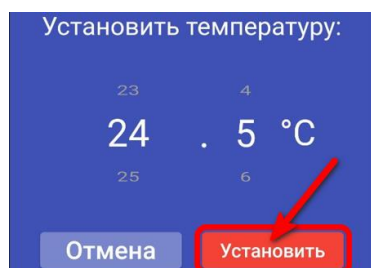 Установить температуру:
23 4
24 . 5 °C
25 6
Отмена Установить